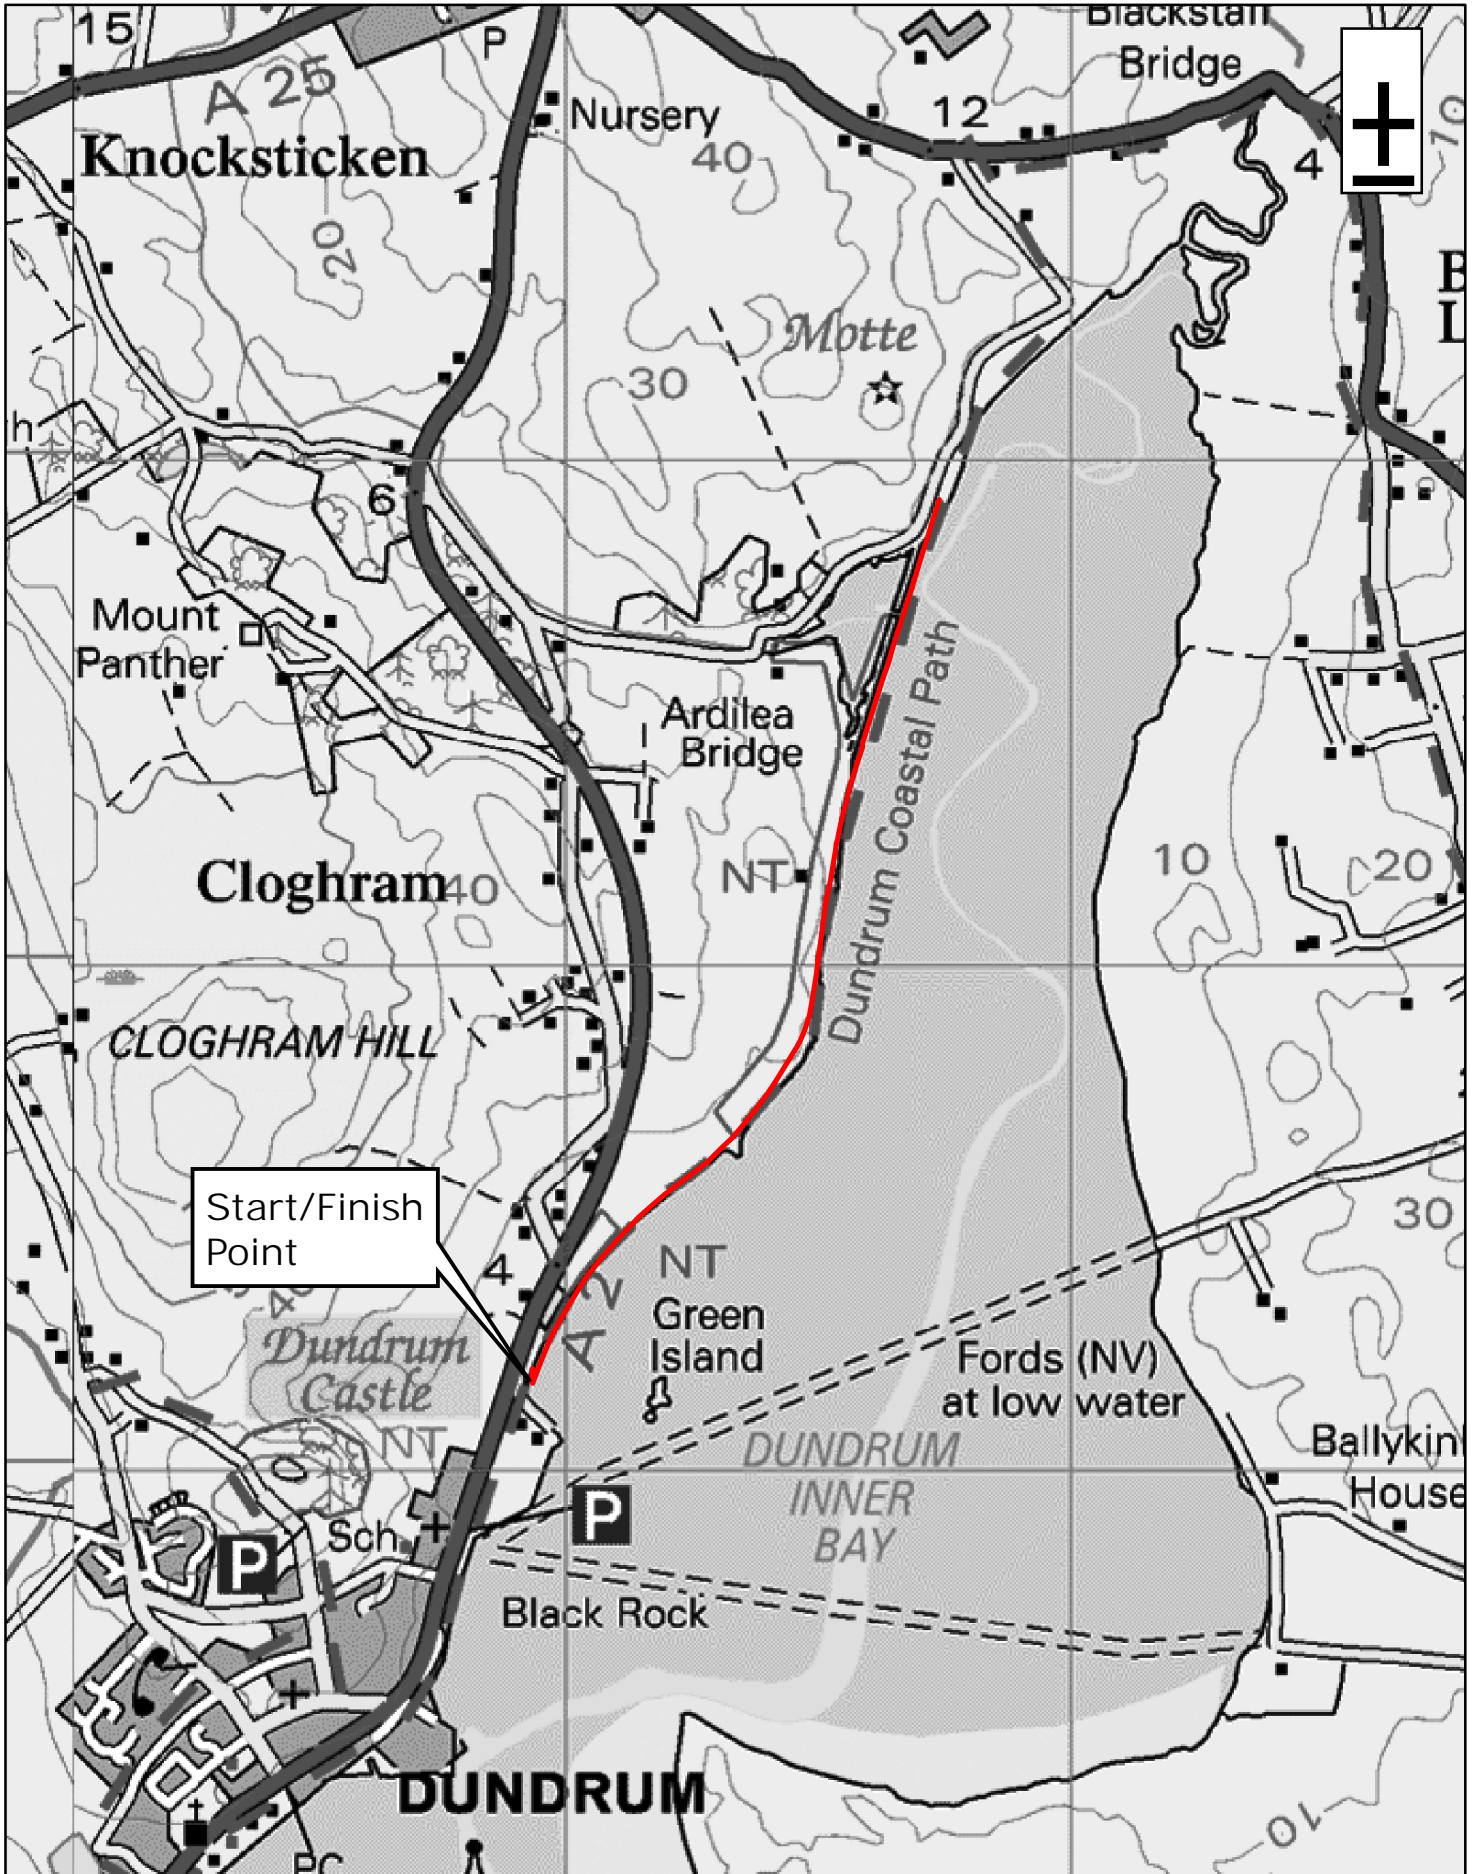 15
P
Blackstaff
Bridge
A 25
Nursery
12
40
10
Knocksticken
4
20
B
L
Motte
30
h
6
Mount
Panther
Ardilea
Bridge
Dundrum Coastal Path
NT
10
20
Cloghram
40
CLOGHRAM HILL
Start/Finish
Point
30
4
40
A 2
NT
Green
Island
Dundrum
Castle
NT
Fords (NV)
at low water
DUNDRUM
INNER
BAY
Ballykin
House
P
P
Sch
Black Rock
DUNDRUM
10
PC